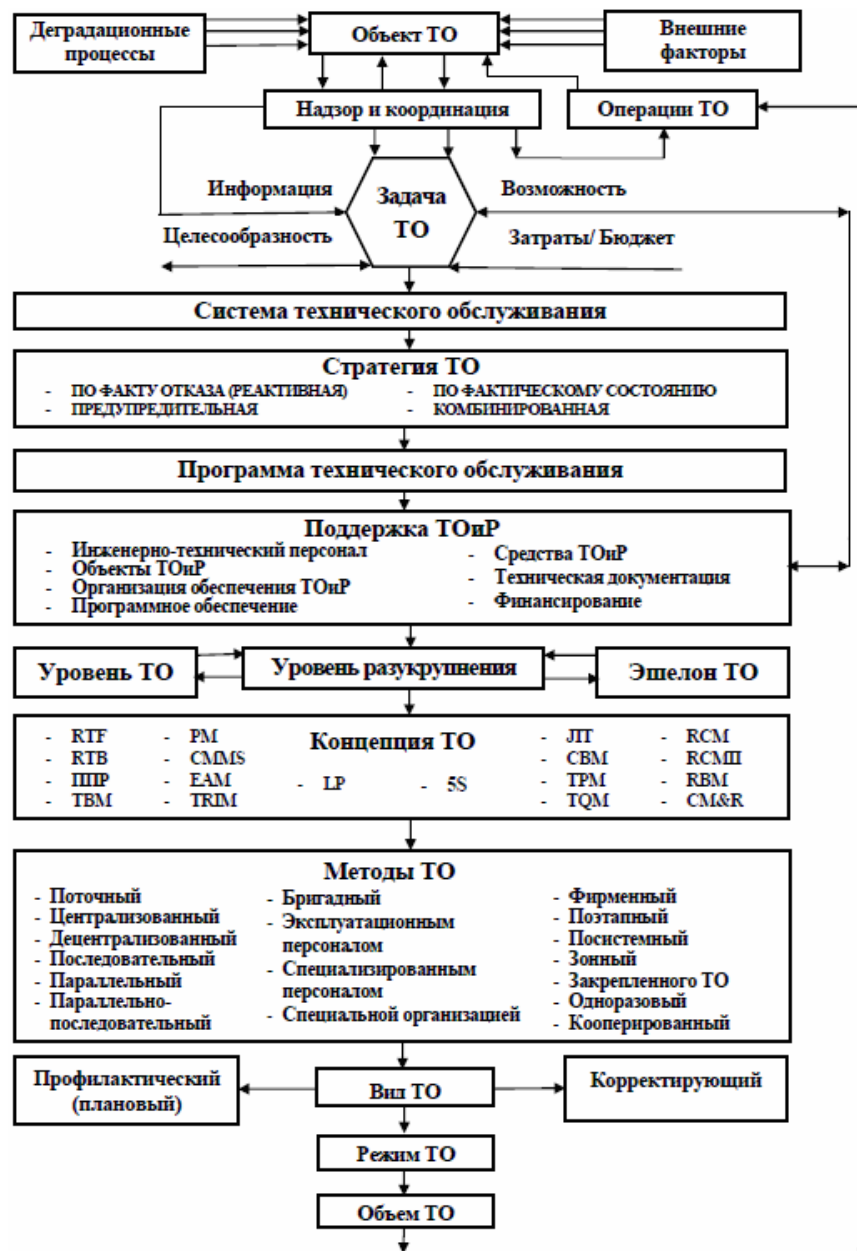 Деградационные
процессы
Объект ТО
Внешние
факторы
Надзор и координация
Операции ТО
Информация
Задача
ТО
Возможность
Целесообразность
Затраты/ Бюджет
Система технического обслуживания
Стратегия ТО
- ПО ФАКТУ ОТКАЗА (РЕАКТИВНАЯ)
- ПРЕДУПРЕДИТЕЛЬНАЯ
- ПО ФАКТИЧЕСКОМУ СОСТОЯНИЮ
- КОМБИНИРОВАННАЯ
Программа технического обслуживания
Поддержка ТОиР
- Инженерно-технический персонал
- Объекты ТОиР
- Организация обеспечения ТОиР
- Программное обеспечение
- Средства ТОиР
- Техническая документация
- Финансирование
Уровень ТО
Уровень разукрупнения
Эшелон ТО
Концепция ТО
- RTF
- RTB
- ППР
- TBM
- PM
- CMMS
- EAM
- TRIM
- LP
- 5S
- JIT
- CBM
- TPM
- TQM
- RCM
- RCMII
- RBM
- CM&R
Методы ТО
- Поточный
- Централизованный
- Децентрализованный
- Последовательный
- Параллельный
- Параллельно-
последовательный
- Бригадный
- Эксплуатационным
персоналом
- Специализированным
персоналом
- Специальной организацией
- Фирменный
- Поэтапный
- Посистемный
- Зонный
- Закрепленного ТО
- Одноразовый
- Кооперированный
Профилактический
(плановый)
Вид ТО
Корректирующий
Режим ТО
Объем ТО